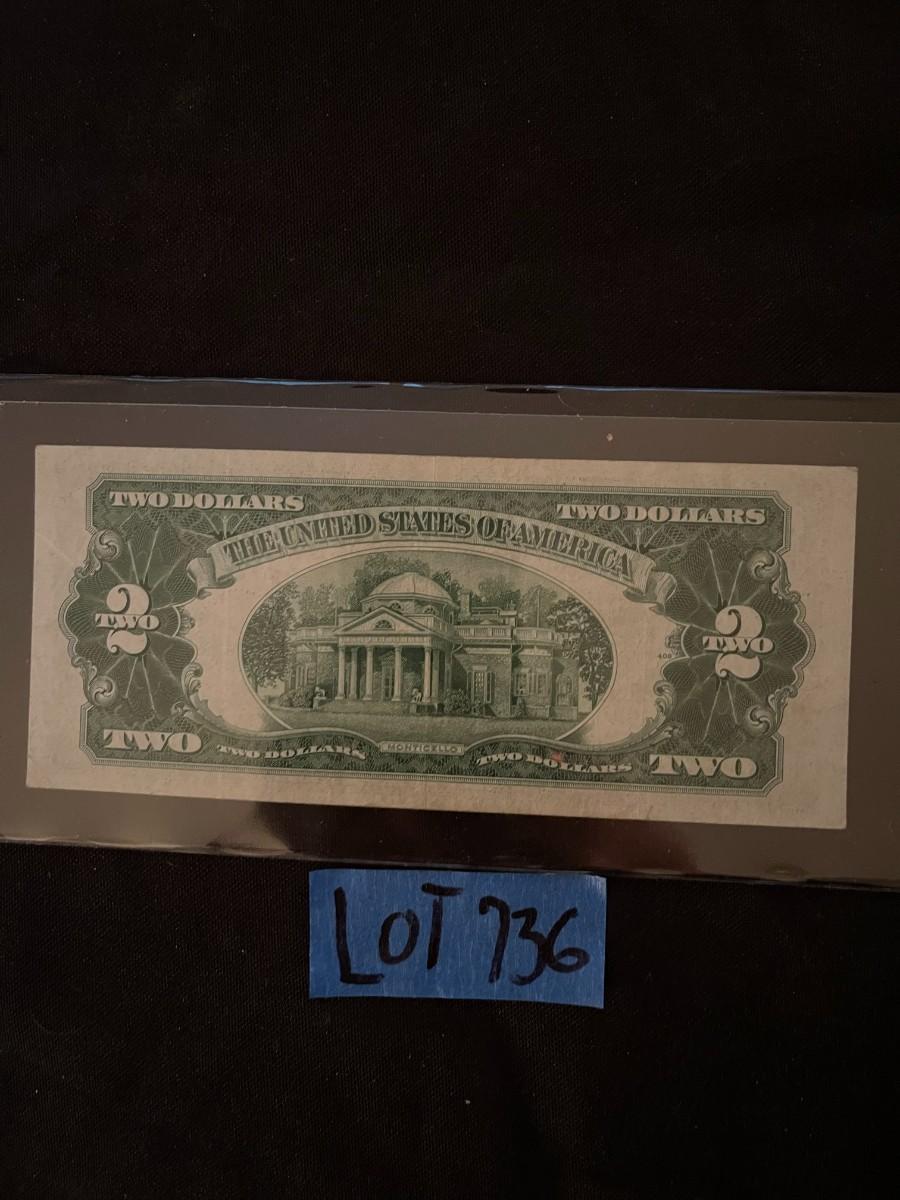 TWO DOLLARS TWO DOLLARS
THE UNITED STATES OF AMERICA
2 2
TWO TWO
TWO TWO DOLLARS MONTICELLO TWO DOLLARS TWO
LOT 736